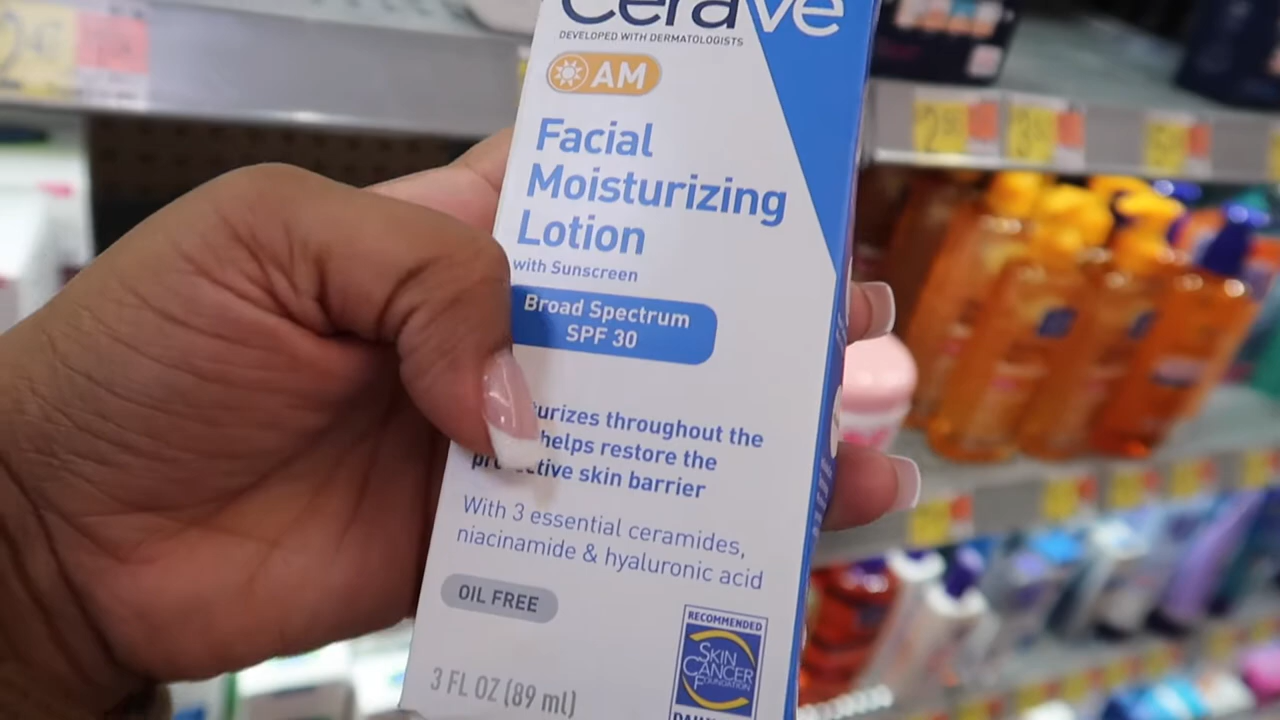 CeraVe
DEVELOPED WITH DERMATOLOGISTS
AM
Facial
Moisturizing
Lotion
with Sunscreen
Broad Spectrum
SPF 30
urizes throughout the
helps restore the
skin barrier
With 3 essential ceramides,
niacinamide & hyaluronic acid
OIL FREE
3 FL OZ (89 ml)
RECOMMENDED
SKIN
CANCER
FOUNDATION